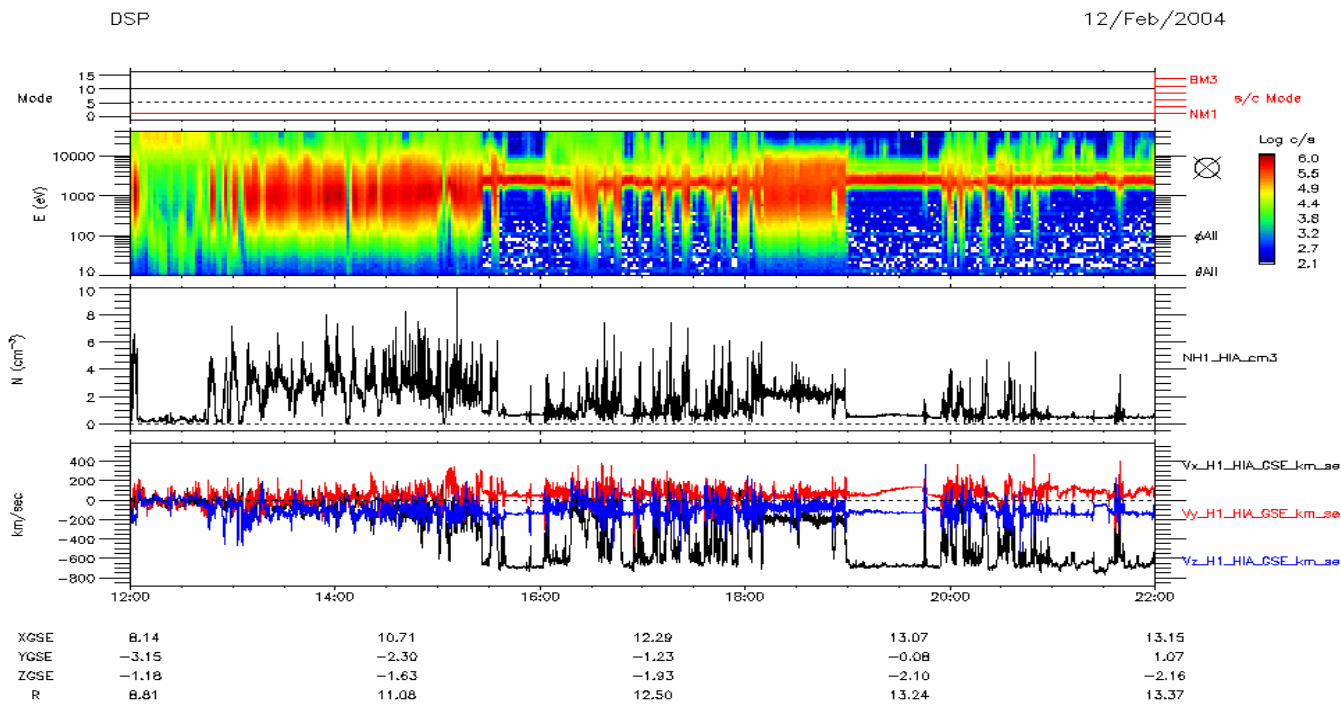 DSP 12/Feb/2004
15
10
5
0
Mode
BM3
NM1
s/c Mode
10000
1000
100
10
E (eV)
φAll
θAll
Log c/s
6.0
5.5
4.9
4.4
3.8
3.2
2.7
2.1
10
8
6
4
2
0
N (cm⁻³)
NH1_HIA_cm3
400
200
0
-200
-400
-600
-800
km/sec
Vx_H1_HIA_GSE_km_se
Vy_H1_HIA_GSE_km_se
Vz_H1_HIA_GSE_km_se
12:00 14:00 16:00 18:00 20:00 22:00
XGSE 8.14 10.71 12.29 13.07 13.15
YGSE -3.15 -2.30 -1.23 -0.08 1.07
ZGSE -1.18 -1.63 -1.93 -2.10 -2.16
R 8.81 11.08 12.50 13.24 13.37